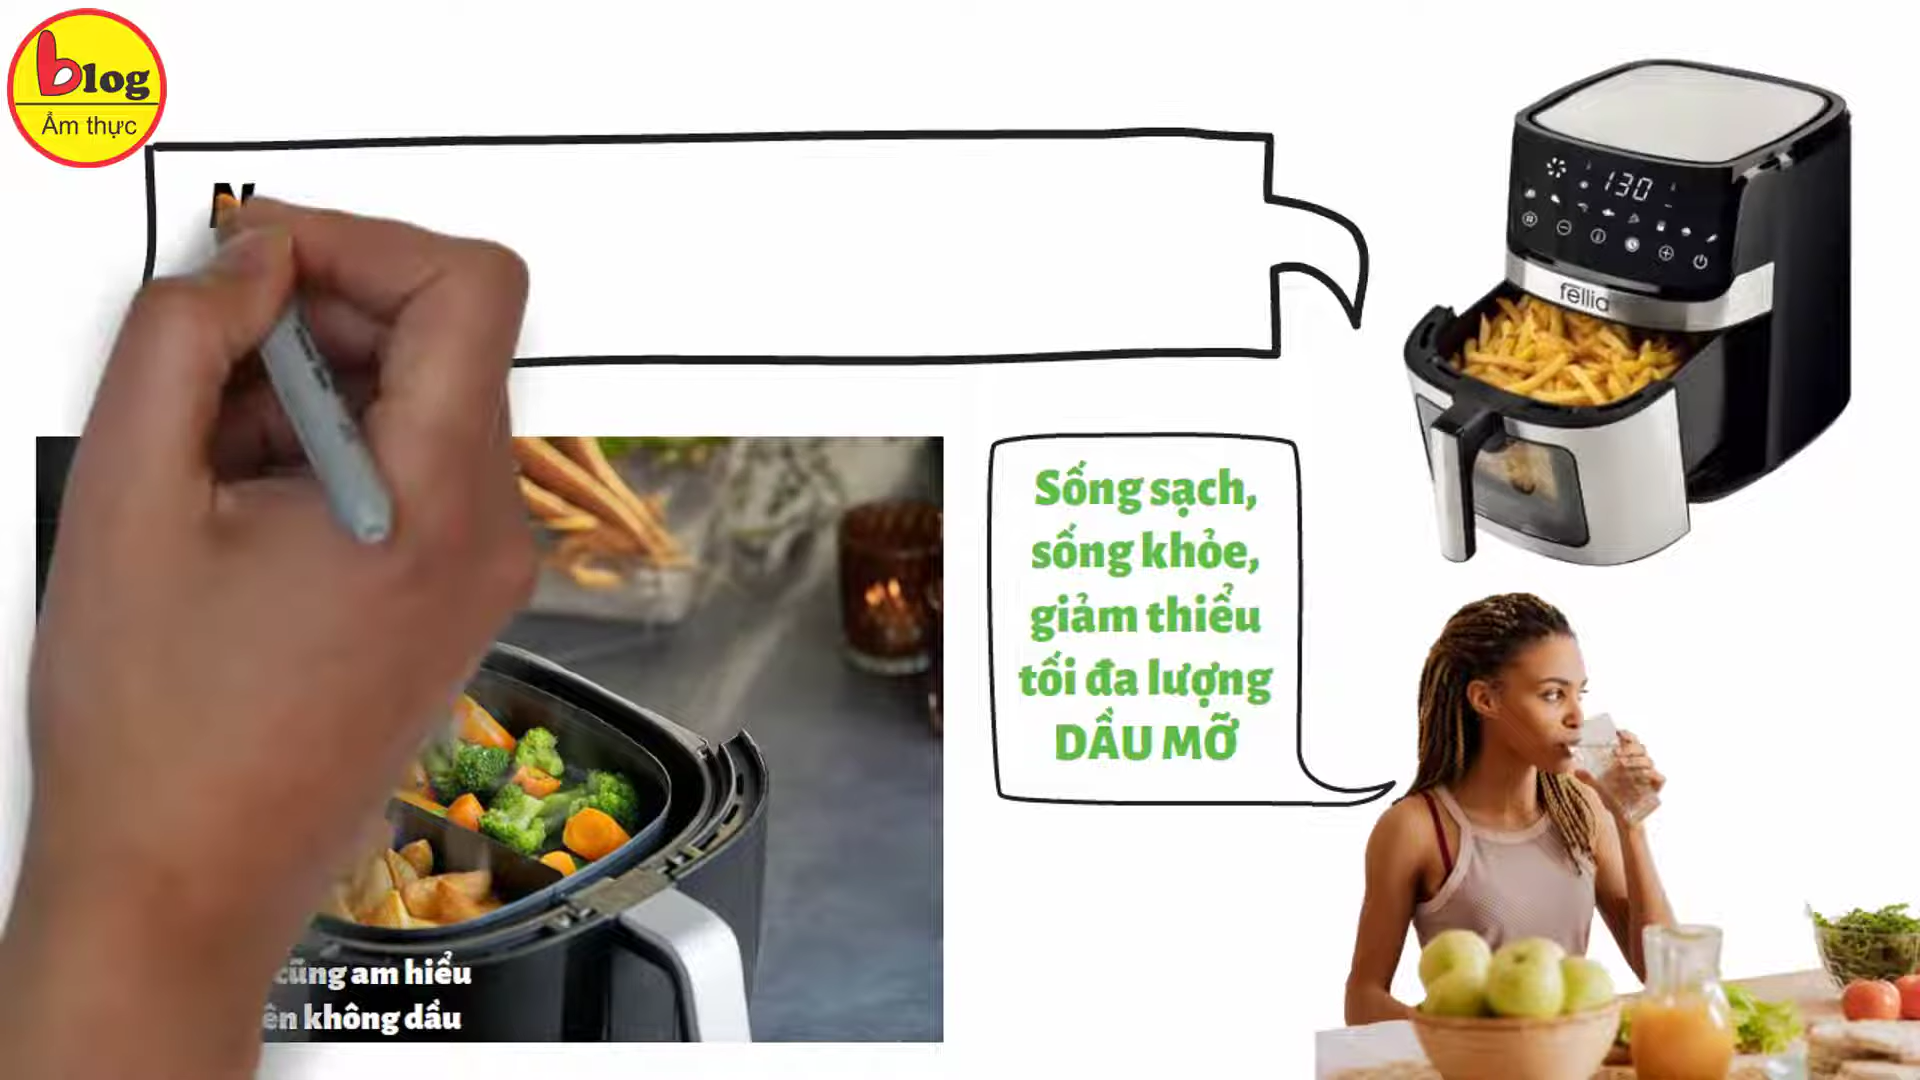 blog
Ẩm thực
N
130
fellia
Sống sạch,
sống khỏe,
giảm thiểu
tối đa lượng
DẦU MỠ
cũng am hiểu
không dầu